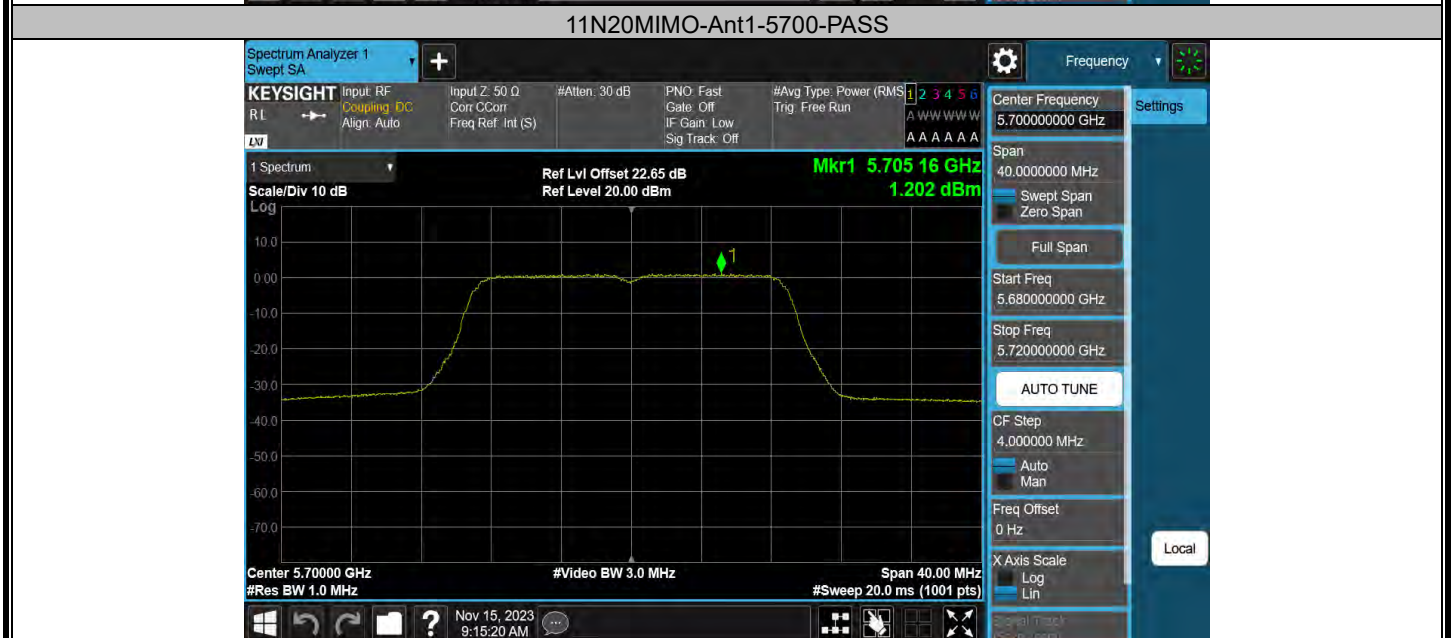 11N20MIMO-Ant1-5700-PASS
Spectrum Analyzer 1
Swept SA
+
Frequency
KEYSIGHT
RL
LXI
Input: RF
Coupling: DC
Align: Auto
Input Z: 50 Ω
Corr CCorr
Freq Ref: Int (S)
#Atten: 30 dB
PNO: Fast
Gate: Off
IF Gain: Low
Sig Track: Off
#Avg Type: Power (RMS
Trig: Free Run
1 2 3 4 5 6
A W W W W W
A A A A A A
1 Spectrum
Scale/Div 10 dB
Log
Ref Lvl Offset 22.65 dB
Ref Level 20.00 dBm
Mkr1 5.705 16 GHz
1.202 dBm
10.0
0.00
-10.0
-20.0
-30.0
-40.0
-50.0
-60.0
-70.0
1
Center 5.70000 GHz
#Res BW 1.0 MHz
#Video BW 3.0 MHz
Span 40.00 MHz
#Sweep 20.0 ms (1001 pts)
Center Frequency
5.700000000 GHz
Settings
Span
40.0000000 MHz
Swept Span
Zero Span
Full Span
Start Freq
5.680000000 GHz
Stop Freq
5.720000000 GHz
AUTO TUNE
CF Step
4.000000 MHz
Auto
Man
Freq Offset
0 Hz
X Axis Scale
Log
Lin
Local
Signal Track
?
Nov 15, 2023
9:15:20 AM